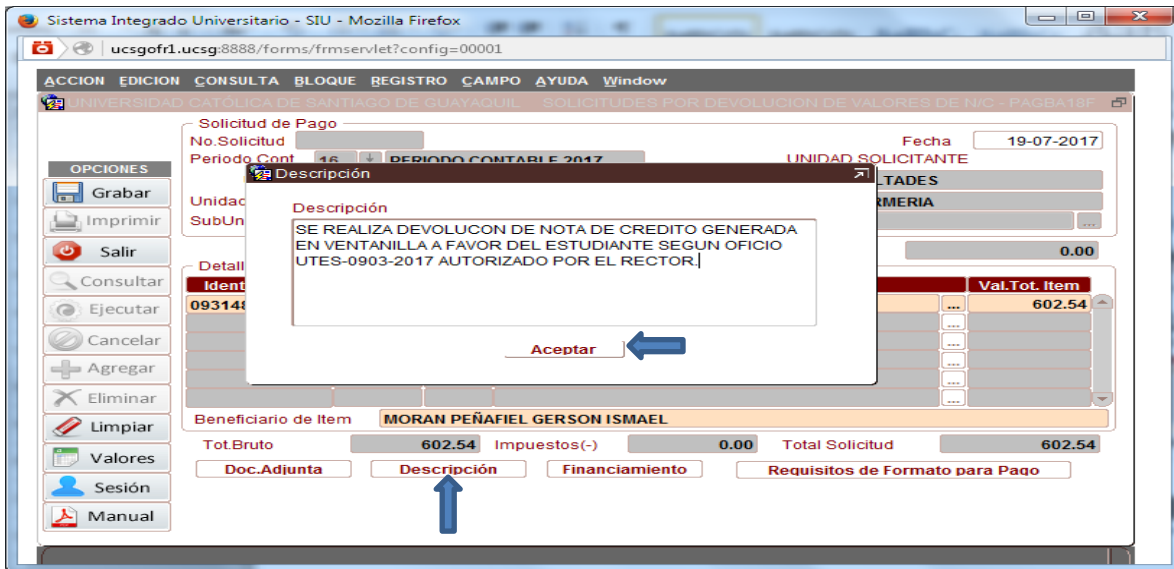 Sistema Integrado Universitario - SIU - Mozilla Firefox
ucsgofr1.ucsg:8888/forms/frmservlet?config=00001
ACCION EDICION CONSULTA BLOQUE REGISTRO CAMPO AYUDA Window
UNIVERSIDAD CATÓLICA DE SANTIAGO DE GUAYAQUIL SOLICITUDES POR DEVOLUCION DE VALORES DE N/C - PAGBA18F
Solicitud de Pago
No.Solicitud
Fecha 19-07-2017
Periodo Cont 16 PERIODO CONTABLE 2017 UNIDAD SOLICITANTE
OPCIONES
Grabar
Imprimir
Salir
Consultar
Ejecutar
Cancelar
Agregar
Eliminar
Limpiar
Valores
Sesión
Manual
LTADES
Unidad
RMERIA
SubUn
...
0.00
Descripción
Descripción
SE REALIZA DEVOLUCON DE NOTA DE CREDITO GENERADA
EN VENTANILLA A FAVOR DEL ESTUDIANTE SEGUN OFICIO
UTES-0903-2017 AUTORIZADO POR EL RECTOR.
Aceptar
Detall
Ident Val.Tot. Item
09314 ... 602.54
...
...
...
...
...
Beneficiario de Item MORAN PEÑAFIEL GERSON ISMAEL
Tot.Bruto 602.54 Impuestos(-) 0.00 Total Solicitud 602.54
Doc.Adjunta Descripción Financiamiento Requisitos de Formato para Pago